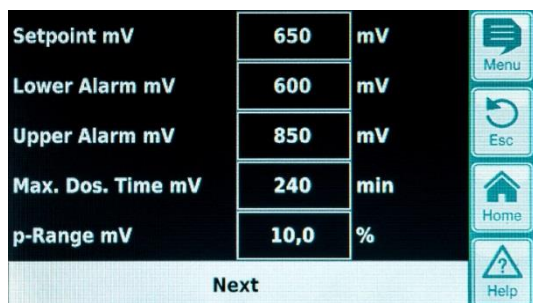 Setpoint mV 650 mV
Menu
Lower Alarm mV 600 mV
Esc
Upper Alarm mV 850 mV
Max. Dos. Time mV 240 min
Home
p-Range mV 10,0 %
?
Help
Next